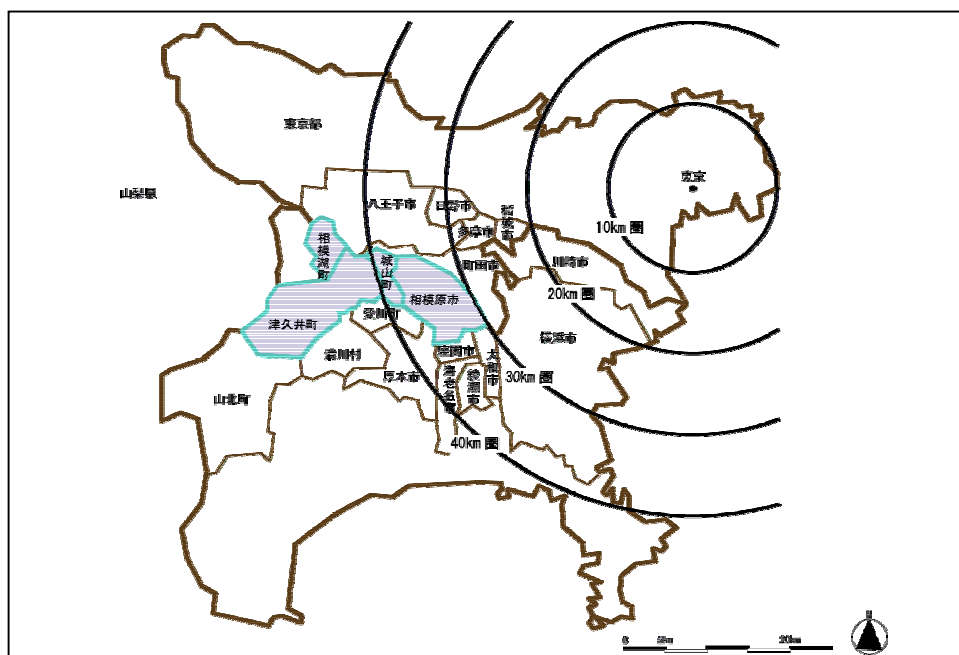 東京都
東京
山梨県
八王子市
日野市
稲城市
多摩市
10km 圏
相模湖町
城山町
町田市
川崎市
相模原市
20km 圏
津久井町
愛川町
横浜市
清川村
座間市
大和市
厚木市
海老名市
綾瀬市
30km 圏
山北町
40km 圏
0
20km